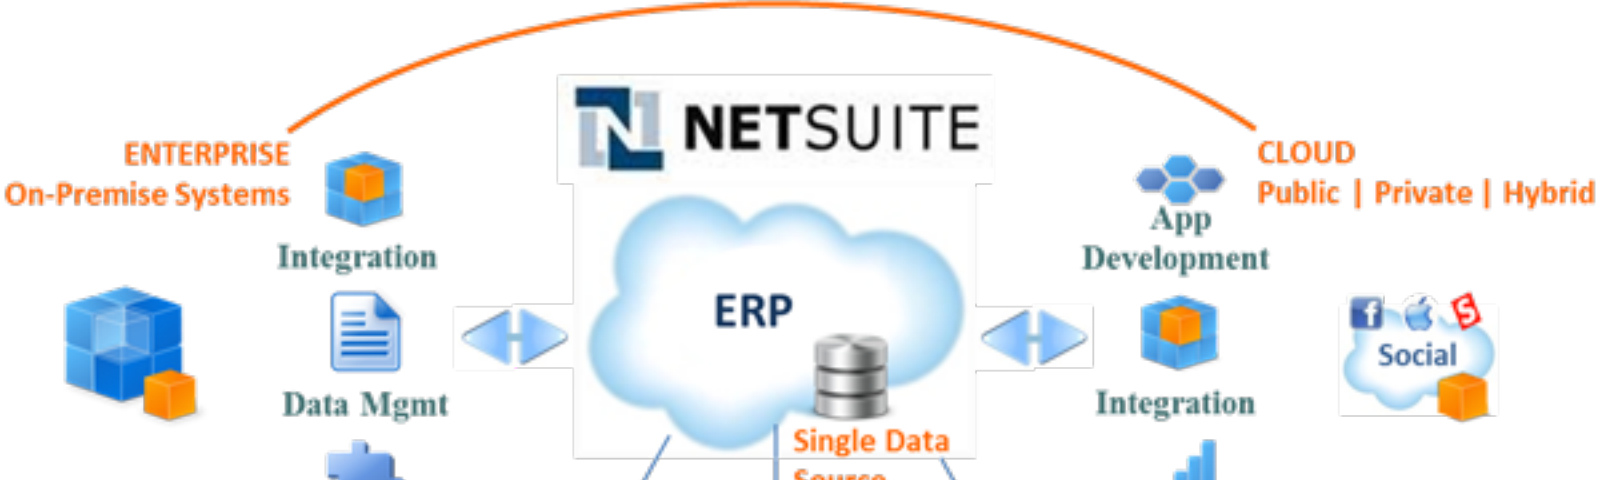 NETSUITE
ENTERPRISE
On-Premise Systems
Integration
Data Mgmt
ERP
Single Data
Source
CLOUD
Public | Private | Hybrid
App
Development
Integration
Social